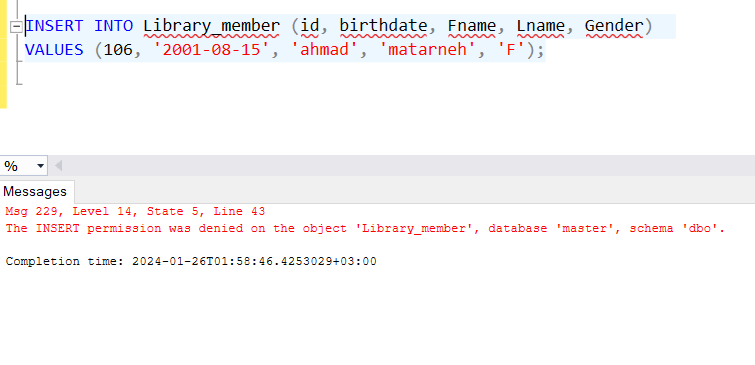 INSERT INTO Library_member (id, birthdate, Fname, Lname, Gender)
VALUES (106, '2001-08-15', 'ahmad', 'matarneh', 'F');
%
Messages
Msg 229, Level 14, State 5, Line 43
The INSERT permission was denied on the object 'Library_member', database 'master', schema 'dbo'.
Completion time: 2024-01-26T01:58:46.4253029+03:00